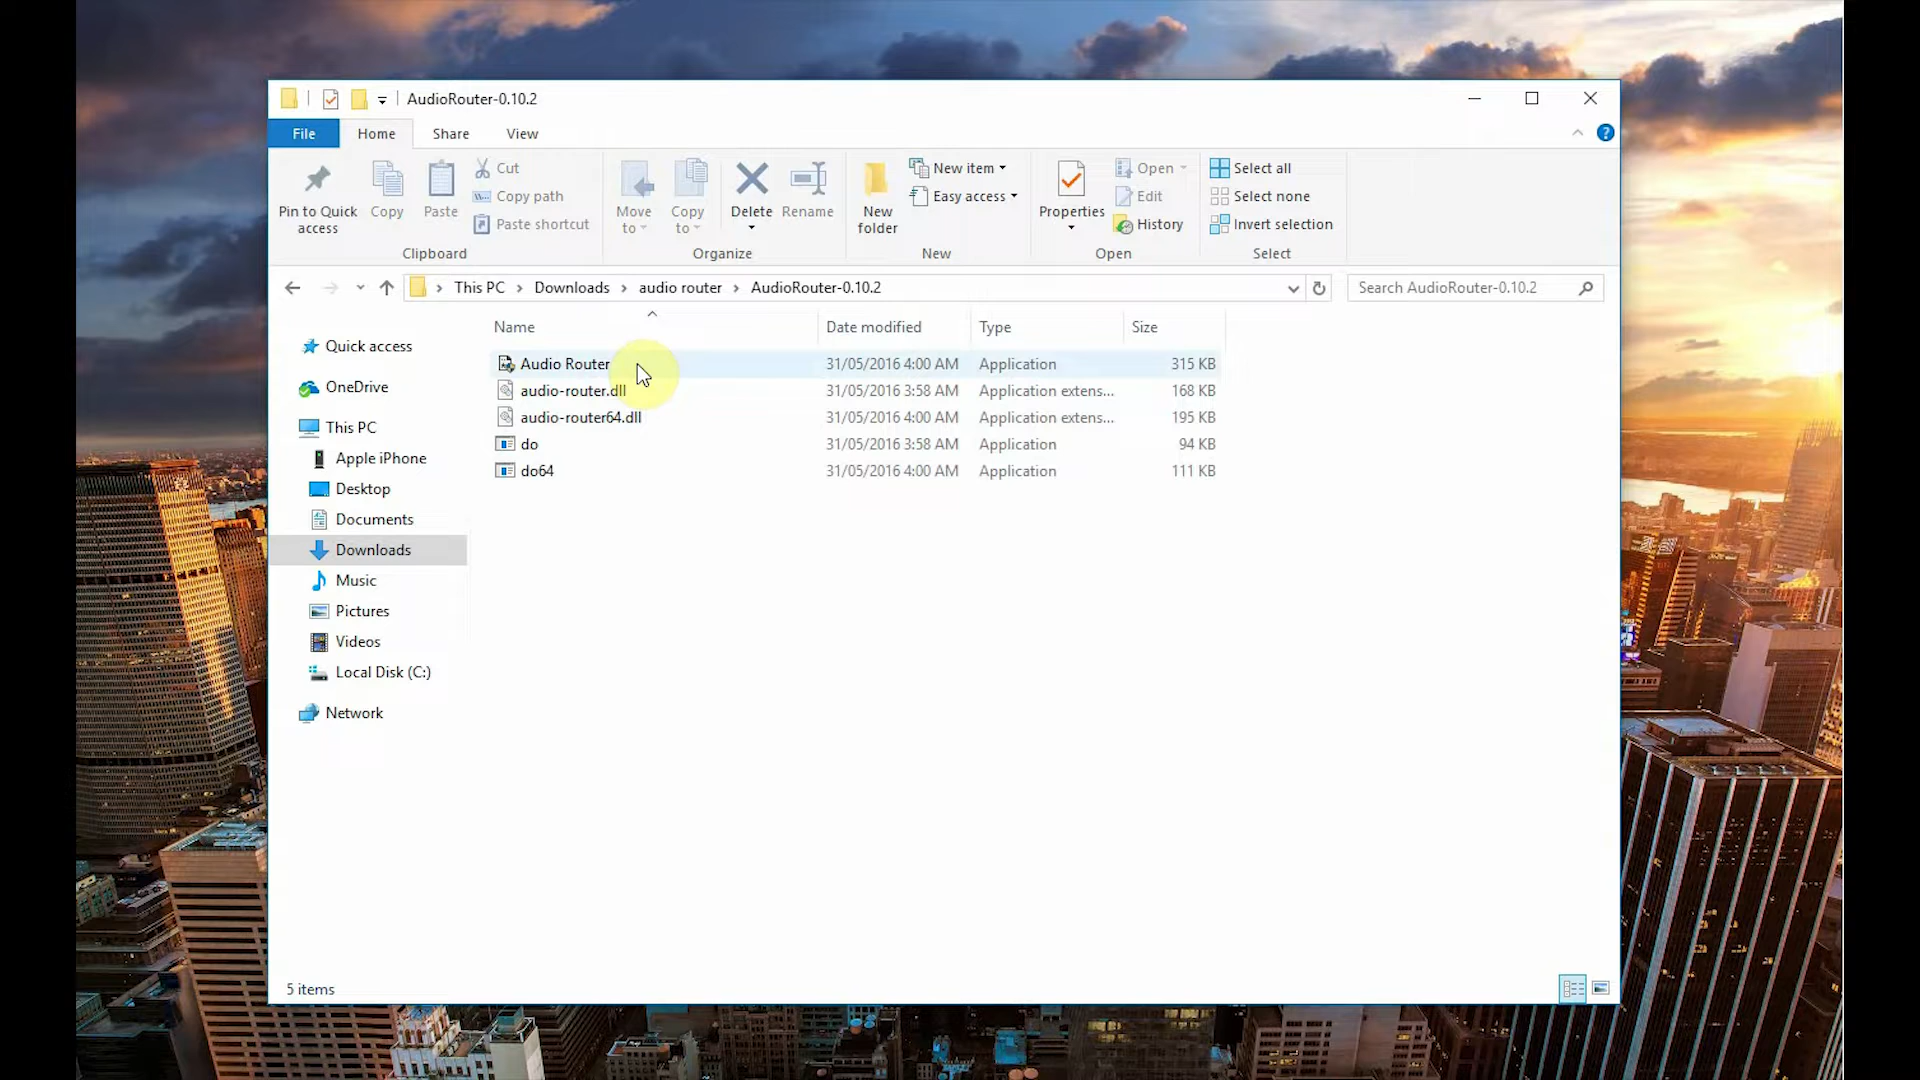 AudioRouter-0.10.2
File Home Share View
Pin to Quick access
Copy
Paste
Cut
Copy path
Paste shortcut
Clipboard
Move to
Copy to
Delete
Rename
Organize
New folder
New item
Easy access
New
Properties
Open
Edit
History
Open
Select all
Select none
Invert selection
Select
This PC Downloads audio router AudioRouter-0.10.2
Search AudioRouter-0.10.2
Quick access
OneDrive
This PC
Apple iPhone
Desktop
Documents
Downloads
Music
Pictures
Videos
Local Disk (C:)
Network
Name Date modified Type Size
Audio Router 31/05/2016 4:00 AM Application 315 KB
audio-router.dll 31/05/2016 3:58 AM Application extens... 168 KB
audio-router64.dll 31/05/2016 4:00 AM Application extens... 195 KB
do 31/05/2016 3:58 AM Application 94 KB
do64 31/05/2016 4:00 AM Application 111 KB
5 items